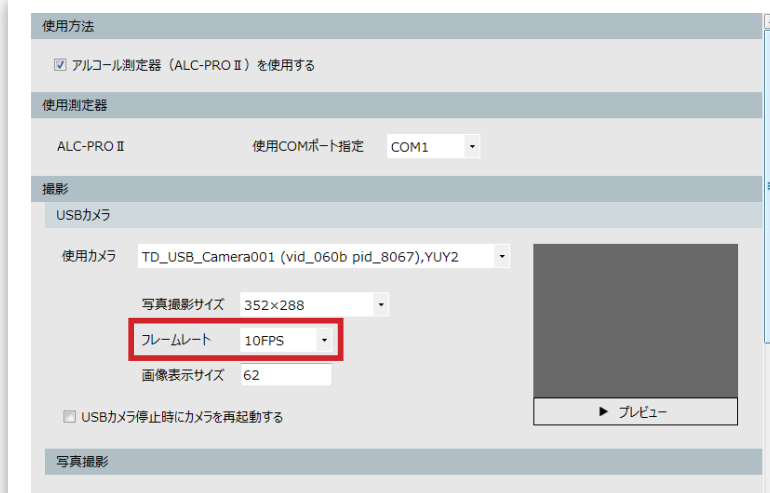 使用方法
アルコール測定器（ALC-PROⅡ）を使用する
使用測定器
ALC-PROⅡ 使用COMポート指定 COM1
撮影
USBカメラ
使用カメラ TD_USB_Camera001 (vid_060b pid_8067),YUY2
写真撮影サイズ 352×288
フレームレート 10FPS
画像表示サイズ 62
USBカメラ停止時にカメラを再起動する
▶ プレビュー
写真撮影